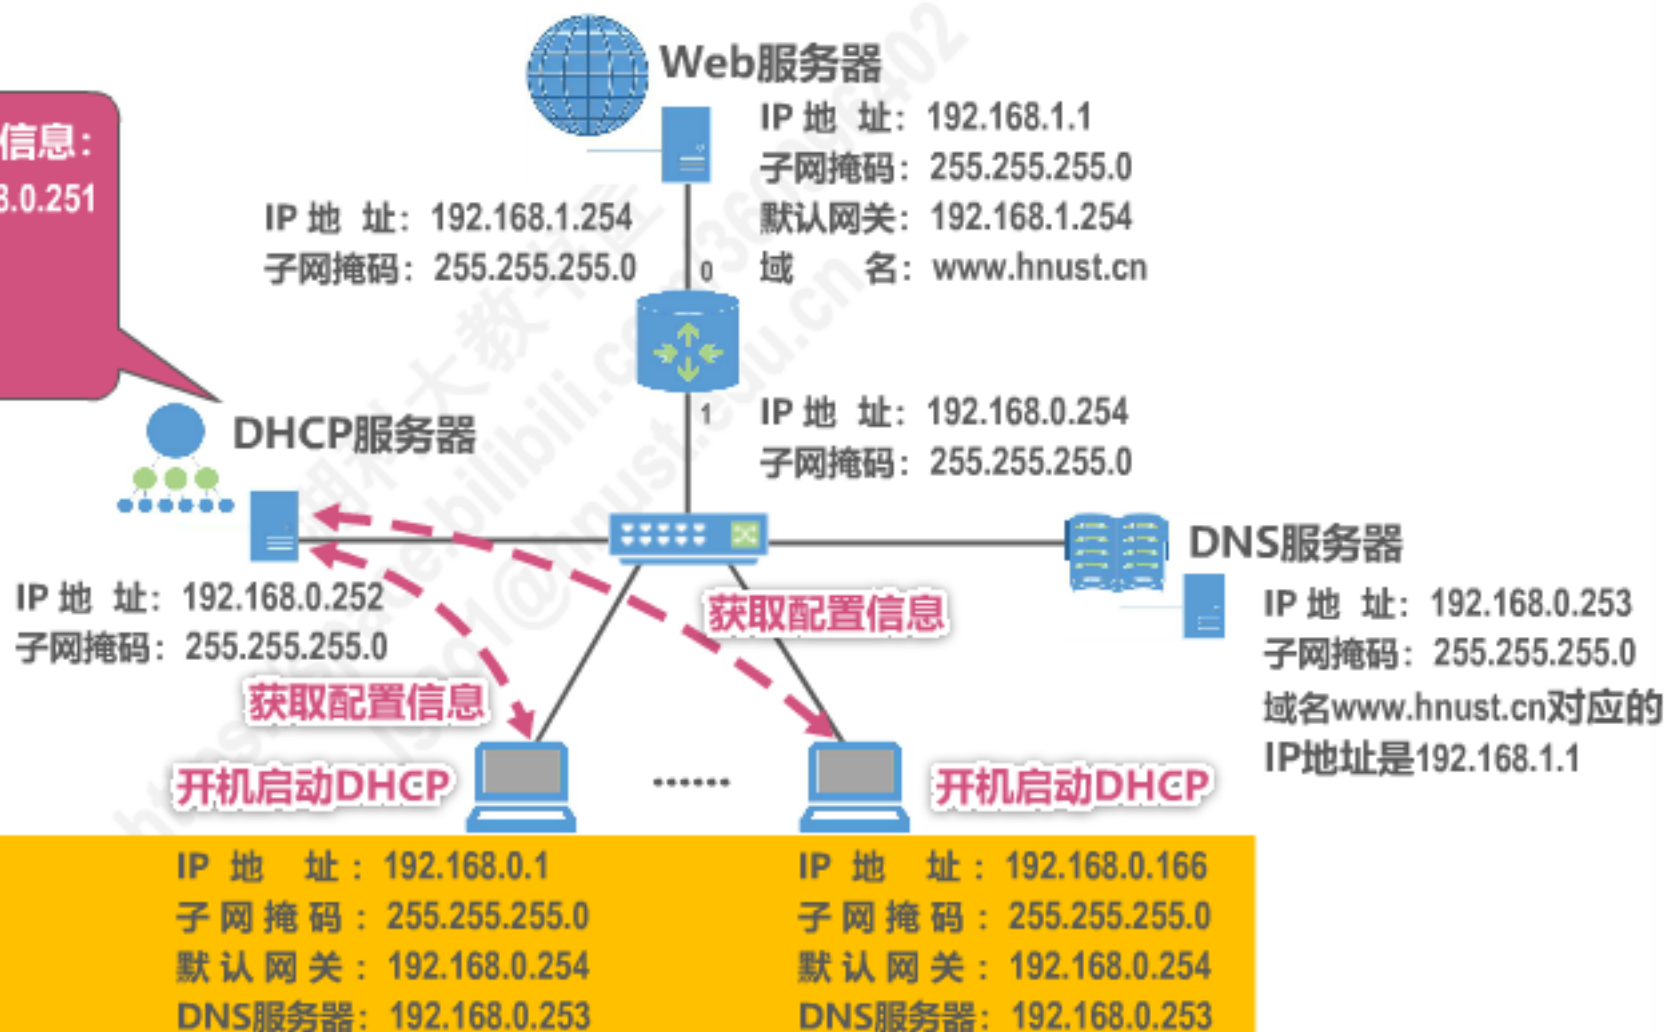 Web服务器
IP 地 址：192.168.1.1
子网掩码：255.255.255.0
默认网关：192.168.1.254
域 名：www.hnust.cn
信息：
8.0.251
IP 地 址：192.168.1.254
子网掩码：255.255.255.0
0
1
IP 地 址：192.168.0.254
子网掩码：255.255.255.0
DHCP服务器
IP 地 址：192.168.0.252
子网掩码：255.255.255.0
DNS服务器
IP 地 址：192.168.0.253
子网掩码：255.255.255.0
域名www.hnust.cn对应的
IP地址是192.168.1.1
获取配置信息
获取配置信息
开机启动DHCP
······
开机启动DHCP
IP 地 址：192.168.0.1
子网掩码：255.255.255.0
默认网关：192.168.0.254
DNS服务器：192.168.0.253
IP 地 址：192.168.0.166
子网掩码：255.255.255.0
默认网关：192.168.0.254
DNS服务器：192.168.0.253